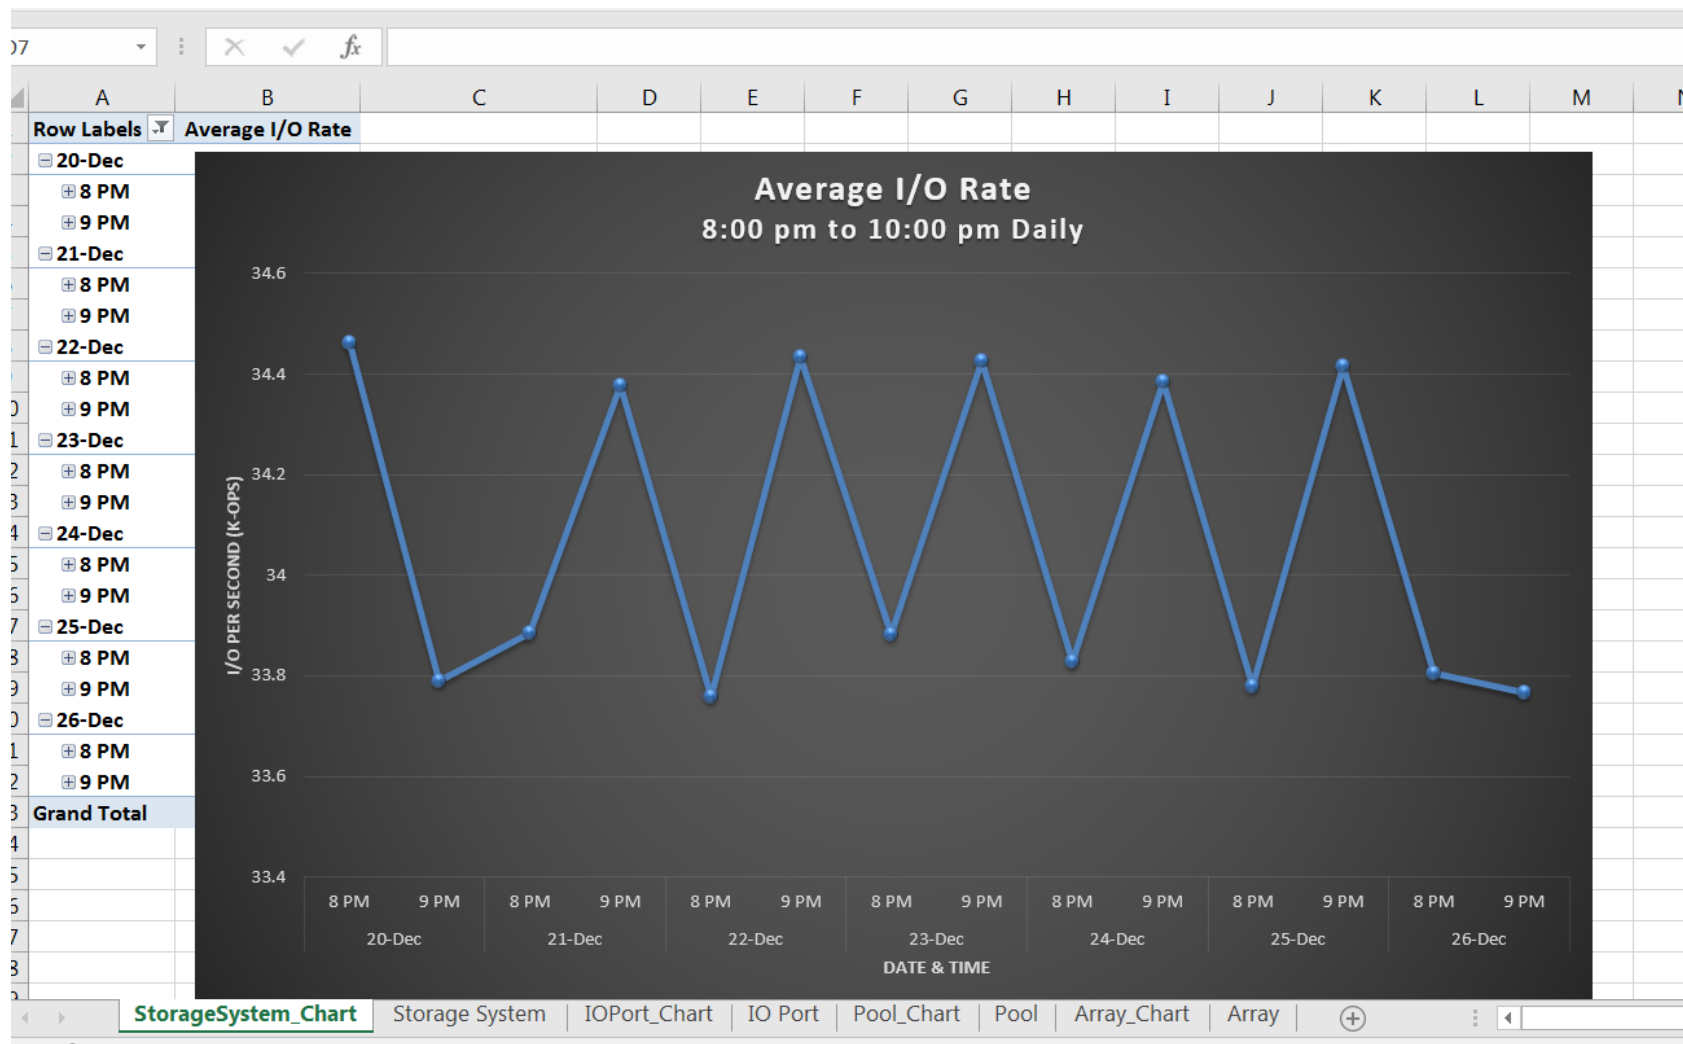 07
fx
A B C D E F G H I J K L M
Row Labels Average I/O Rate
20-Dec
8 PM
9 PM
21-Dec
8 PM
9 PM
22-Dec
8 PM
9 PM
23-Dec
8 PM
9 PM
24-Dec
8 PM
9 PM
25-Dec
8 PM
9 PM
26-Dec
8 PM
9 PM
Grand Total
Average I/O Rate
8:00 pm to 10:00 pm Daily
I/O PER SECOND (K-OPS)
34.6
34.4
34.2
34
33.8
33.6
33.4
8 PM 9 PM 8 PM 9 PM 8 PM 9 PM 8 PM 9 PM 8 PM 9 PM 8 PM 9 PM 8 PM 9 PM
20-Dec 21-Dec 22-Dec 23-Dec 24-Dec 25-Dec 26-Dec
DATE & TIME
StorageSystem_Chart Storage System IOPort_Chart IO Port Pool_Chart Pool Array_Chart Array